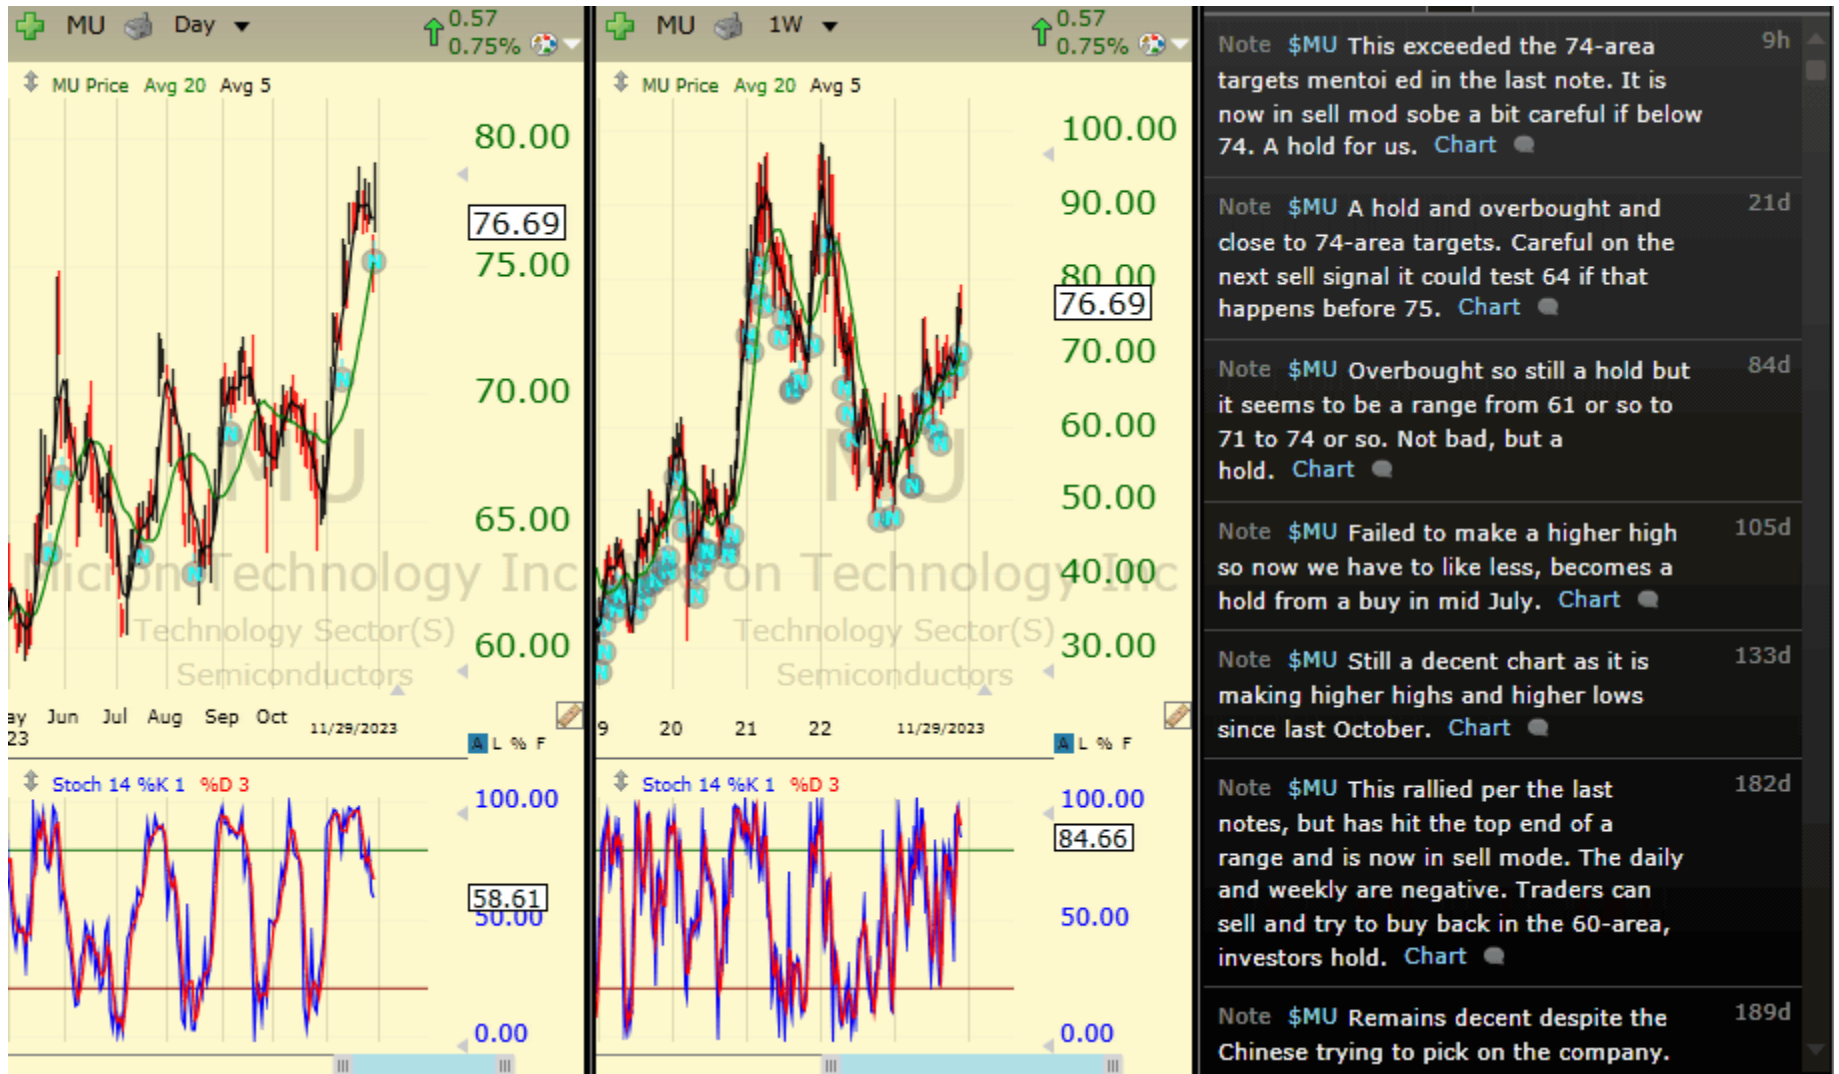 MU Day 0.57
0.75%
MU Price Avg 20 Avg 5
80.00
76.69
75.00
70.00
65.00
60.00
MU
Micron Technology Inc
Technology Sector(S)
Semiconductors
Jun Jul Aug Sep Oct 11/29/2023
23
A L % F
Stoch 14 %K 1 %D 3
100.00
58.61
50.00
0.00
MU 1W 0.57
0.75%
MU Price Avg 20 Avg 5
100.00
90.00
80.00
76.69
70.00
60.00
50.00
40.00
30.00
MU
on Technology Inc
Technology Sector(S)
Semiconductors
9 20 21 22 11/29/2023
A L % F
Stoch 14 %K 1 %D 3
100.00
84.66
50.00
0.00
Note $MU This exceeded the 74-area 9h
targets mentoi ed in the last note. It is
now in sell mod sobe a bit careful if below
74. A hold for us. Chart
Note $MU A hold and overbought and 21d
close to 74-area targets. Careful on the
next sell signal it could test 64 if that
happens before 75. Chart
Note $MU Overbought so still a hold but 84d
it seems to be a range from 61 or so to
71 to 74 or so. Not bad, but a
hold. Chart
Note $MU Failed to make a higher high 105d
so now we have to like less, becomes a
hold from a buy in mid July. Chart
Note $MU Still a decent chart as it is 133d
making higher highs and higher lows
since last October. Chart
Note $MU This rallied per the last 182d
notes, but has hit the top end of a
range and is now in sell mode. The daily
and weekly are negative. Traders can
sell and try to buy back in the 60-area,
investors hold. Chart
Note $MU Remains decent despite the 189d
Chinese trying to pick on the company.